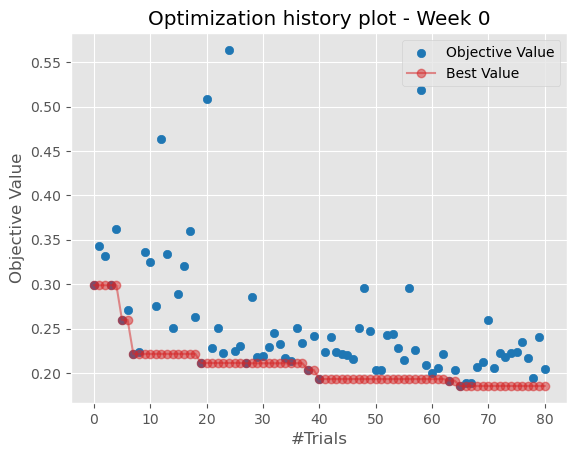 Optimization history plot - Week 0
Objective Value
Best Value
Objective Value
0.55
0.50
0.45
0.40
0.35
0.30
0.25
0.20
0 10 20 30 40 50 60 70 80
#Trials